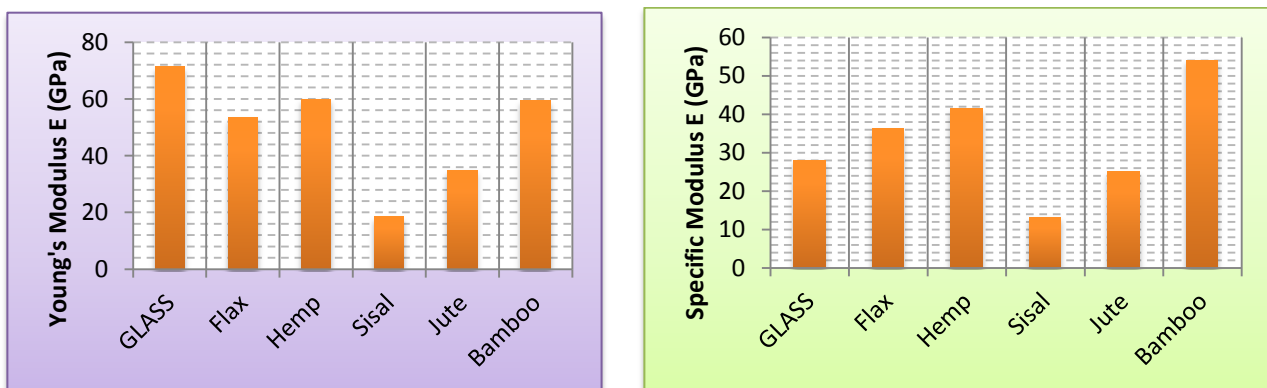 Young's Modulus E (GPa)
80
60
40
20
0
GLASS
Flax
Hemp
Sisal
Jute
Bamboo
Specific Modulus E (GPa)
60
50
40
30
20
10
0
GLASS
Flax
Hemp
Sisal
Jute
Bamboo